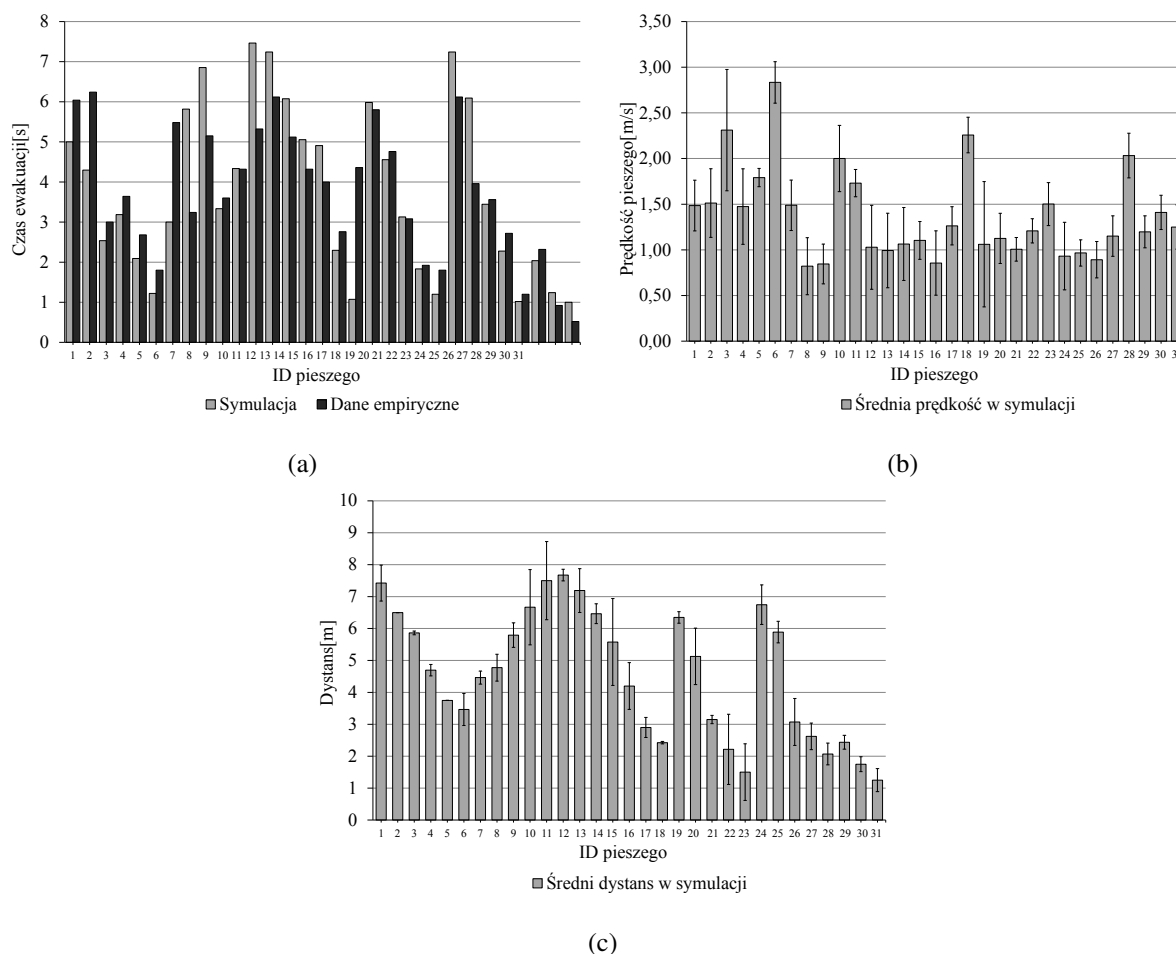 8
7
6
5
4
3
2
1
0
Czas ewakuacji[s]
1 2 3 4 5 6 7 8 9 10 11 12 13 14 15 16 17 18 19 20 21 22 23 24 25 26 27 28 29 30 31
ID pieszego
Symulacja Dane empiryczne
(a)
3,50
3,00
2,50
2,00
1,50
1,00
0,50
0,00
Prędkość pieszego[m/s]
1 2 3 4 5 6 7 8 9 10 11 12 13 14 15 16 17 18 19 20 21 22 23 24 25 26 27 28 29 30 3
ID pieszego
Średnia prędkość w symulacji
(b)
10
9
8
7
6
5
4
3
2
1
0
Dystans[m]
1 2 3 4 5 6 7 8 9 10 11 12 13 14 15 16 17 18 19 20 21 22 23 24 25 26 27 28 29 30 31
ID pieszego
Średni dystans w symulacji
(c)